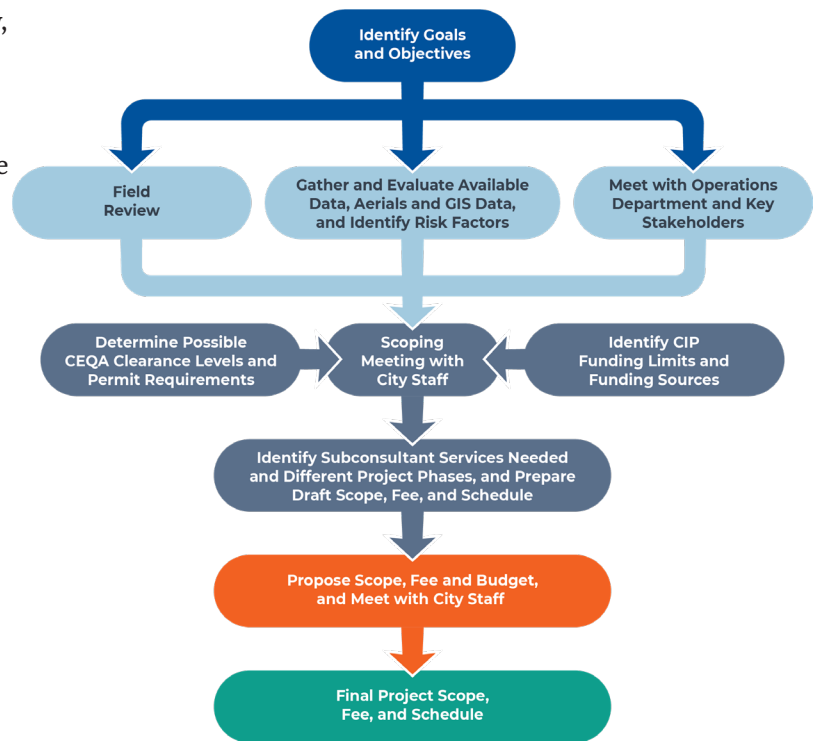 y,
e
Identify Goals
and Objectives
Field
Review
Gather and Evaluate Available
Data, Aerials and GIS Data,
and Identify Risk Factors
Meet with Operations
Department and Key
Stakeholders
Determine Possible
CEQA Clearance Levels and
Permit Requirements
Scoping
Meeting with
City Staff
Identify CIP
Funding Limits and
Funding Sources
Identify Subconsultant Services Needed
and Different Project Phases, and Prepare
Draft Scope, Fee, and Schedule
Propose Scope, Fee and Budget,
and Meet with City Staff
Final Project Scope,
Fee, and Schedule